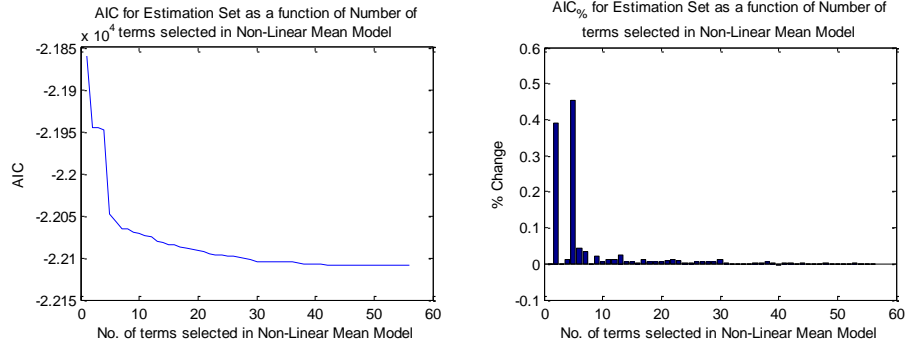 AIC for Estimation Set as a function of Number of
x 10^4 terms selected in Non-Linear Mean Model
-2.185
-2.19
-2.195
-2.2
-2.205
-2.21
-2.215
AIC
0 10 20 30 40 50 60
No. of terms selected in Non-Linear Mean Model
AIC% for Estimation Set as a function of Number of
terms selected in Non-Linear Mean Model
0.6
0.5
0.4
0.3
0.2
0.1
0
-0.1
% Change
0 10 20 30 40 50 60
No. of terms selected in Non-Linear Mean Model